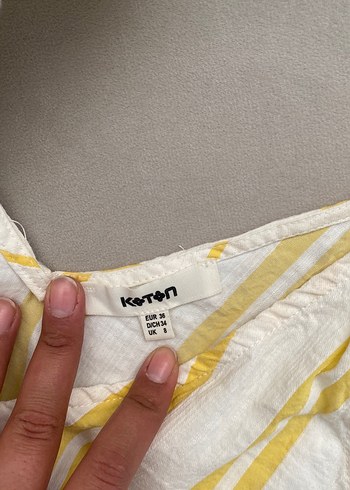 KOTON
EUR 36
D/CH 34
UK 8